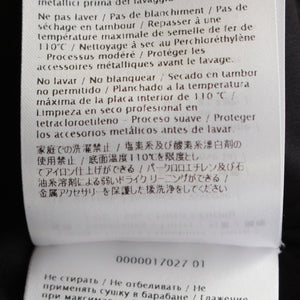 metallici prima del lavaggio
Ne pas laver / Pas de blanchiment / Pas de
séchage en tambour / Repasser à une
température maximale de semelle de fer de
110°C / Nettoyage à sec au Perchloréthylène
- Processus modéré / Protéger les
accessoires métalliques avant le lavage.
No lavar / No blanquear / Secado en tambor
no permitido / Planchado a temperatura
máxima de la placa interior de 110°C /
Limpieza en seco profesional en
tetracloroetileno - Proceso suave / Proteger
los accesorios metálicos antes de lavar.
家庭での洗濯禁止 / 塩素系及び酸素系漂白剤の
使用禁止 / 底面温度110℃を限度とし
てアイロン仕上げができる / パークロロエチレン及び石
油系溶剤による弱いドライクリーニングができる /
金属アクセサリーを保護した後洗浄をしてください
0000017027 01
Не стирать / Не отбеливать / Не
применять сушку в барабане / Глажение
при максимальной